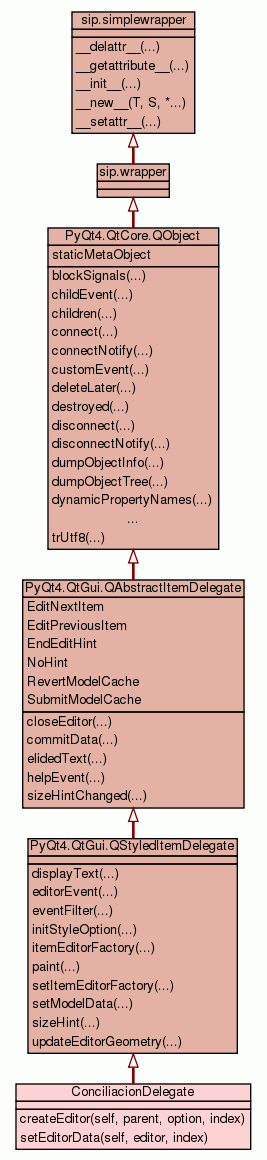 sip.simplewrapper
__delattr__(...)
__getattribute__(...)
__init__(...)
__new__(T, S, *...)
__setattr__(...)
sip.wrapper
PyQt4.QtCore.QObject
staticMetaObject
blockSignals(...)
childEvent(...)
children(...)
connect(...)
connectNotify(...)
customEvent(...)
deleteLater(...)
destroyed(...)
disconnect(...)
disconnectNotify(...)
dumpObjectInfo(...)
dumpObjectTree(...)
dynamicPropertyNames(...)
...
trUtf8(...)
PyQt4.QtGui.QAbstractItemDelegate
EditNextItem
EditPreviousItem
EndEditHint
NoHint
RevertModelCache
SubmitModelCache
closeEditor(...)
commitData(...)
elidedText(...)
helpEvent(...)
sizeHintChanged(...)
PyQt4.QtGui.QStyledItemDelegate
displayText(...)
editorEvent(...)
eventFilter(...)
initStyleOption(...)
itemEditorFactory(...)
paint(...)
setItemEditorFactory(...)
setModelData(...)
sizeHint(...)
updateEditorGeometry(...)
ConciliacionDelegate
createEditor(self, parent, option, index)
setEditorData(self, editor, index)